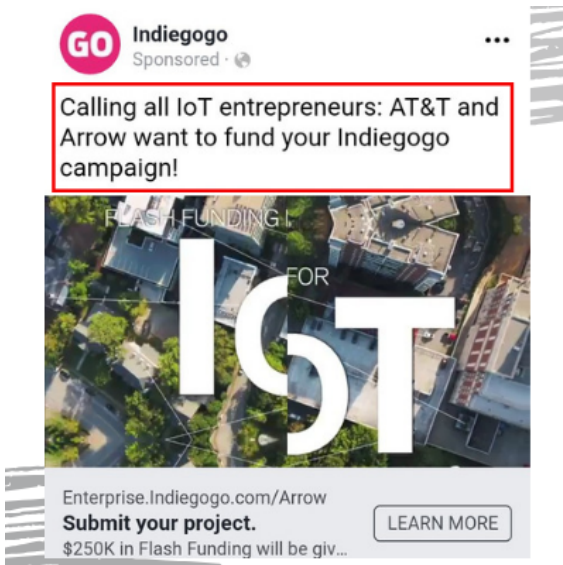 GO
Indiegogo
Sponsored ·
Calling all IoT entrepreneurs: AT&T and
Arrow want to fund your Indiegogo
campaign!
FLASH FUNDING
FOR
IoT
Enterprise.Indiegogo.com/Arrow
Submit your project.
LEARN MORE
$250K in Flash Funding will be giv...